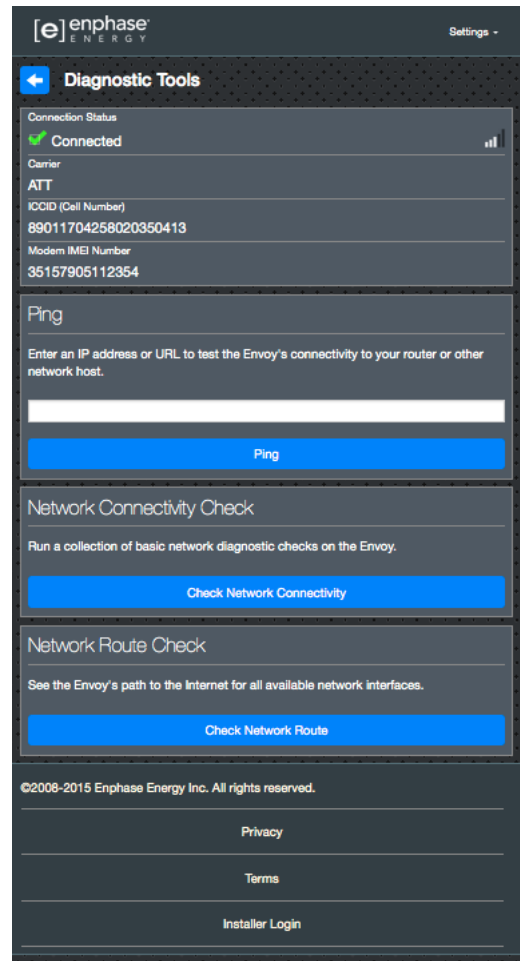 [e] enphase
ENERGY
Settings
Diagnostic Tools
Connection Status
Connected
Carrier
ATT
ICCID (Cell Number)
89011704258020350413
Modem IMEI Number
35157905112354
Ping
Enter an IP address or URL to test the Envoy's connectivity to your router or other
network host.
Ping
Network Connectivity Check
Run a collection of basic network diagnostic checks on the Envoy.
Check Network Connectivity
Network Route Check
See the Envoy's path to the Internet for all available network interfaces.
Check Network Route
©2008-2015 Enphase Energy Inc. All rights reserved.
Privacy
Terms
Installer Login